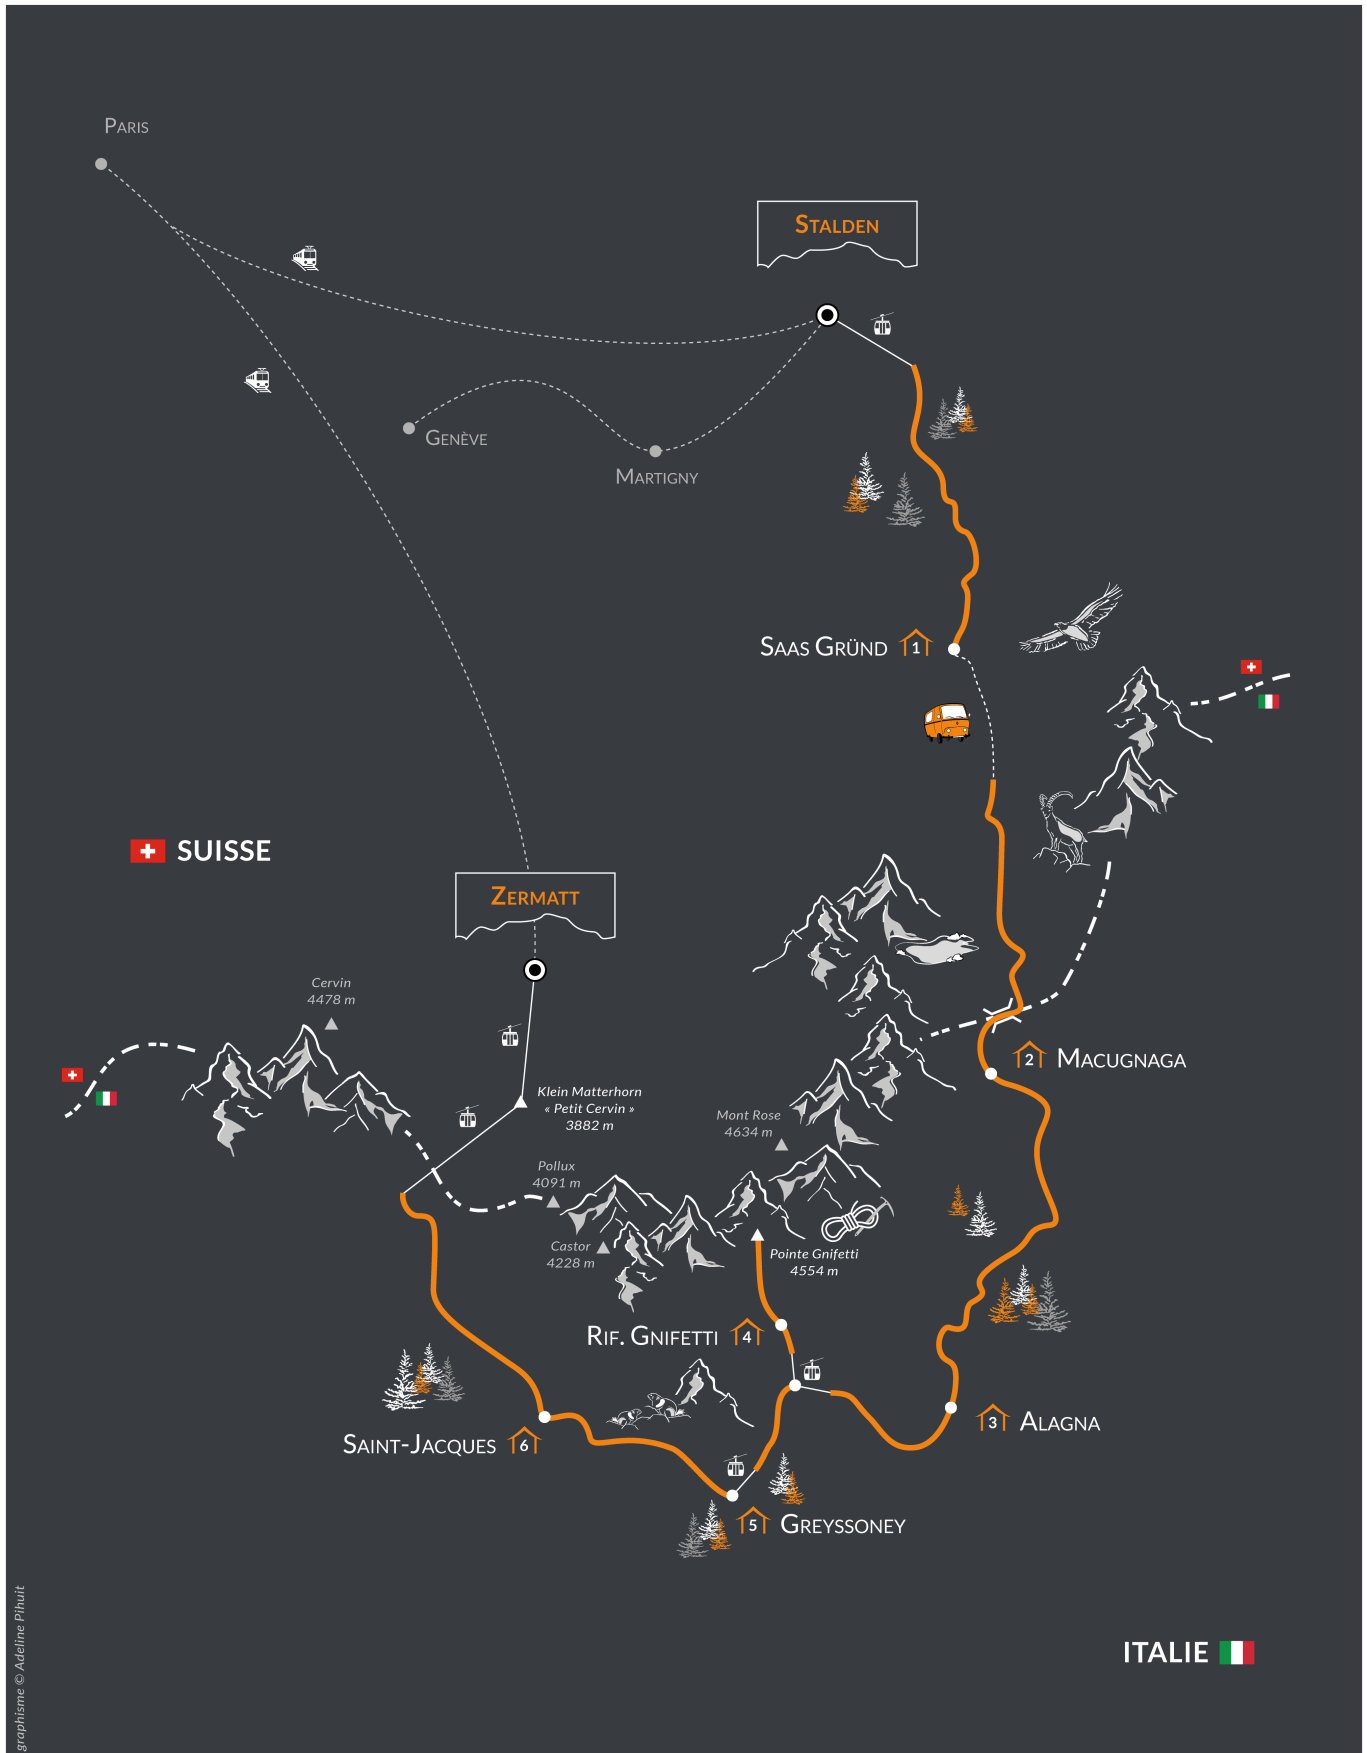 PARIS
STALDEN
GENÈVE
MARTIGNY
SAAS GRÜND
1
SUISSE
ZERMATT
Cervin
4478 m
2
MACUGNAGA
Klein Matterhorn
« Petit Cervin »
3882 m
Mont Rose
4634 m
Pollux
4091 m
Castor
4228 m
Pointe Gnifetti
4554 m
RIF. GNIFETTI
4
3
ALAGNA
SAINT-JACQUES
6
5
GREYSSONEY
ITALIE
graphisme © Adeline Pihuit